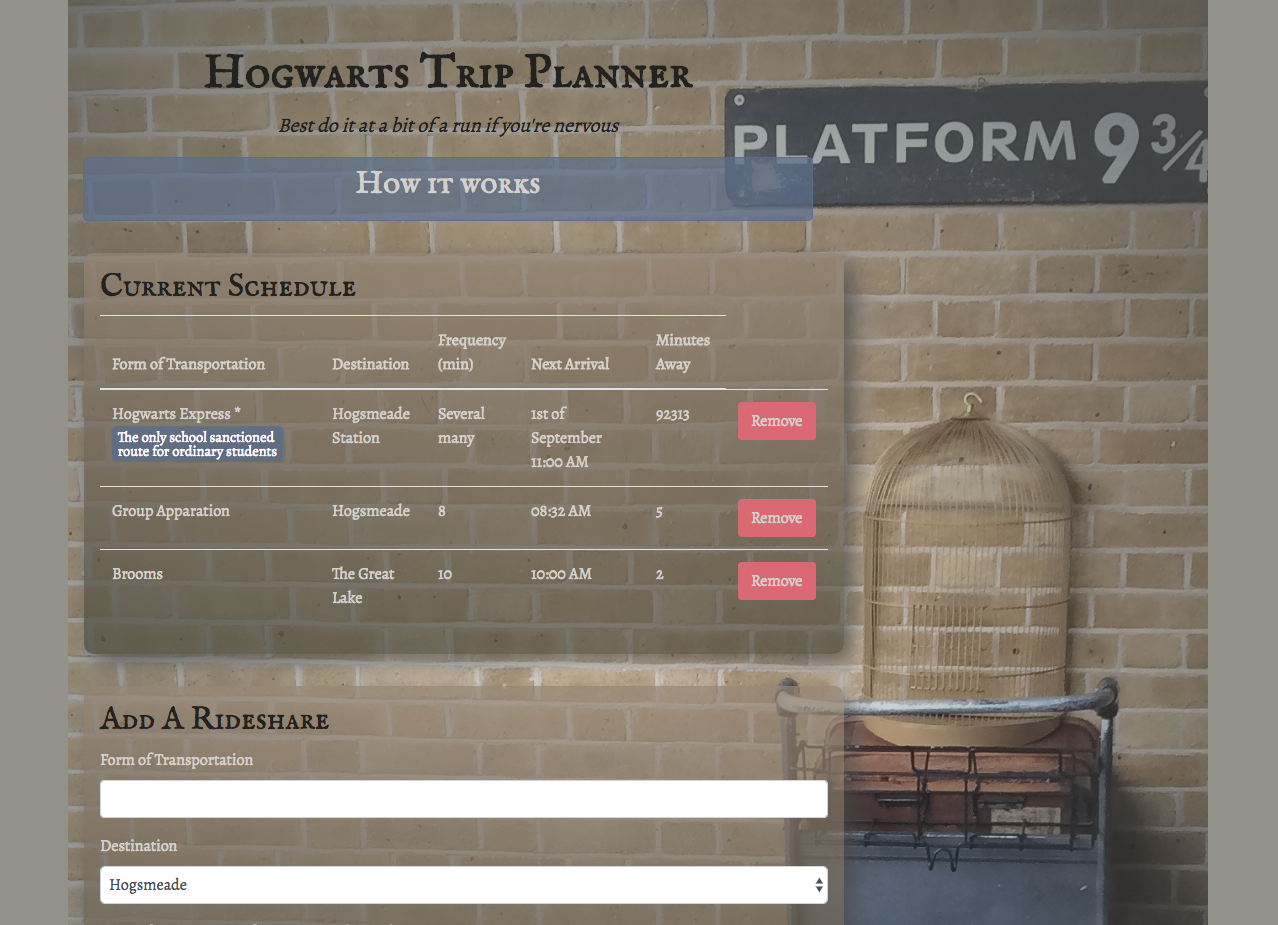 Hogwarts Trip Planner
Best do it at a bit of a run if you're nervous
PLATFORM 9 3/4
How it works
Current Schedule
Form of Transportation Destination Frequency (min) Next Arrival Minutes Away
Hogwarts Express * Hogsmeade Station Several many 1st of September 11:00 AM 92313 Remove
The only school sanctioned
route for ordinary students
Group Apparation Hogsmeade 8 08:32 AM 5 Remove
Brooms The Great Lake 10 10:00 AM 2 Remove
Add A Rideshare
Form of Transportation
Destination
Hogsmeade